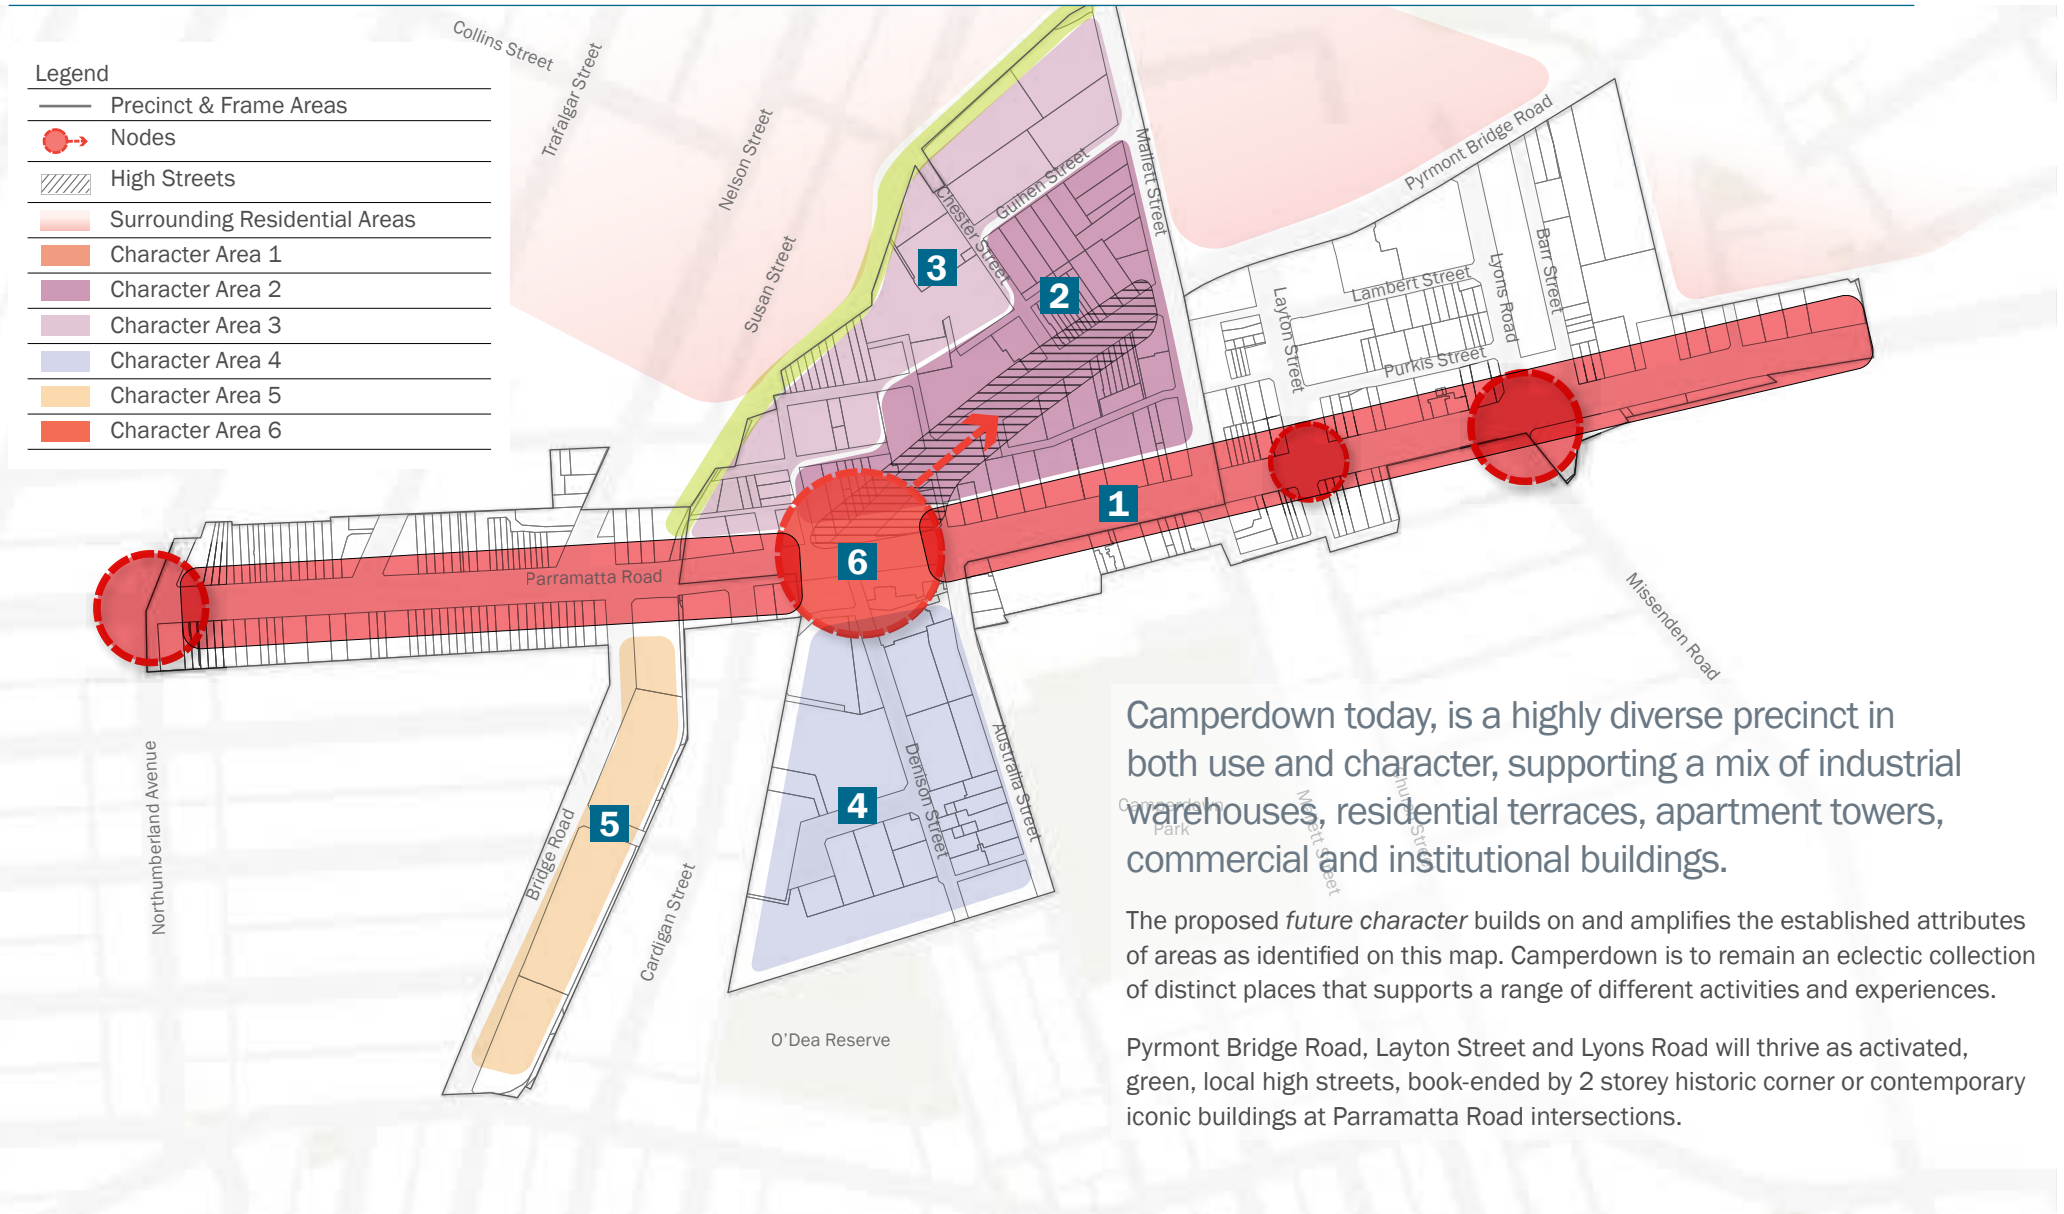 Legend
Precinct & Frame Areas
Nodes
High Streets
Surrounding Residential Areas
Character Area 1
Character Area 2
Character Area 3
Character Area 4
Character Area 5
Character Area 6
Collins Street
Trafalgar Street
Nelson Street
Susan Street
Chester Street
Guihen Street
Mallett Street
Pyrmont Bridge Road
Layton Street
Lambert Street
Lyons Road
Barr Street
Purkis Street
3
2
1
6
Parramatta Road
5
4
Northumberland Avenue
Bridge Road
Cardigan Street
Denison Street
Australia Street
Missenden Road
O'Dea Reserve
Camperdown
Park
Camperdown today, is a highly diverse precinct in
both use and character, supporting a mix of industrial
warehouses, residential terraces, apartment towers,
commercial and institutional buildings.
The proposed future character builds on and amplifies the established attributes
of areas as identified on this map. Camperdown is to remain an eclectic collection
of distinct places that supports a range of different activities and experiences.
Pyrmont Bridge Road, Layton Street and Lyons Road will thrive as activated,
green, local high streets, book-ended by 2 storey historic corner or contemporary
iconic buildings at Parramatta Road intersections.